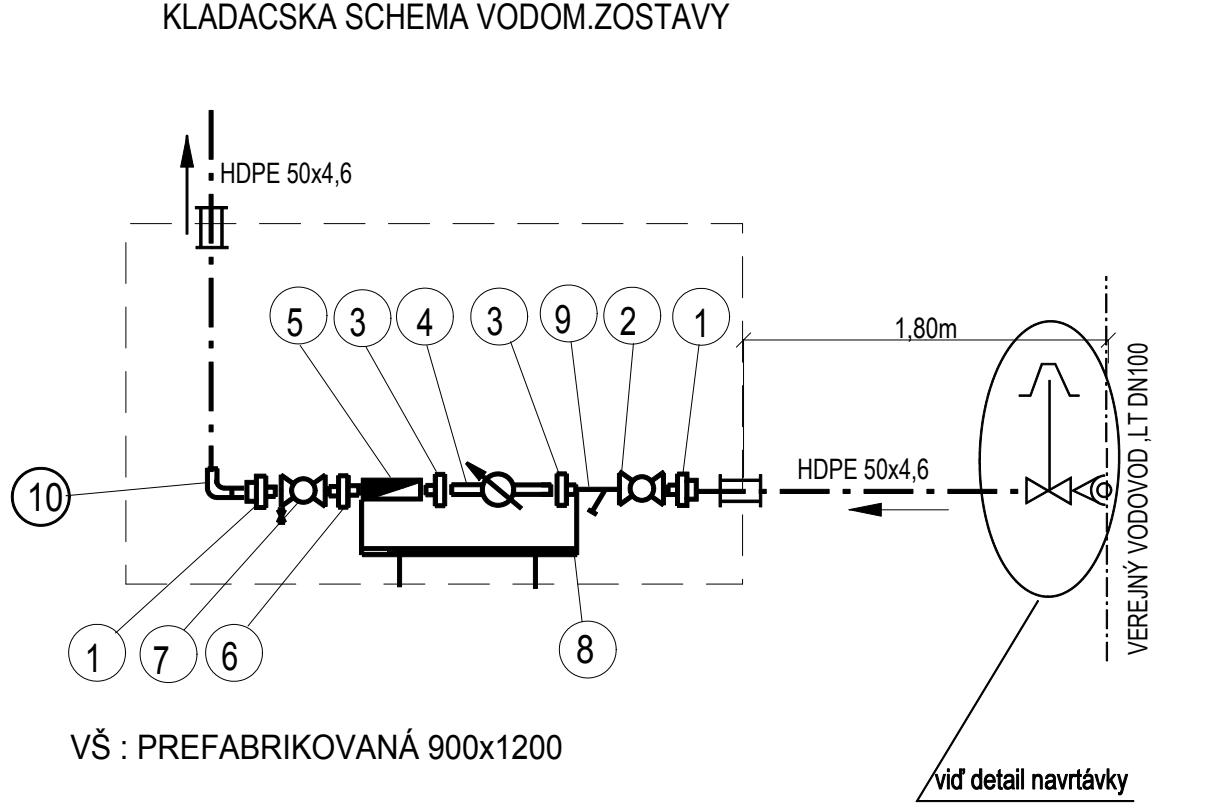 KLADACSKA SCHEMA VODOM.ZOSTAVY
HDPE 50x4,6
5
3
4
3
9
2
1
1,80m
VEREJNÝ VODOVOD ,LT DN100
HDPE 50x4,6
10
1
7
6
8
VŠ : PREFABRIKOVANÁ 900x1200
viď detail navrtávky